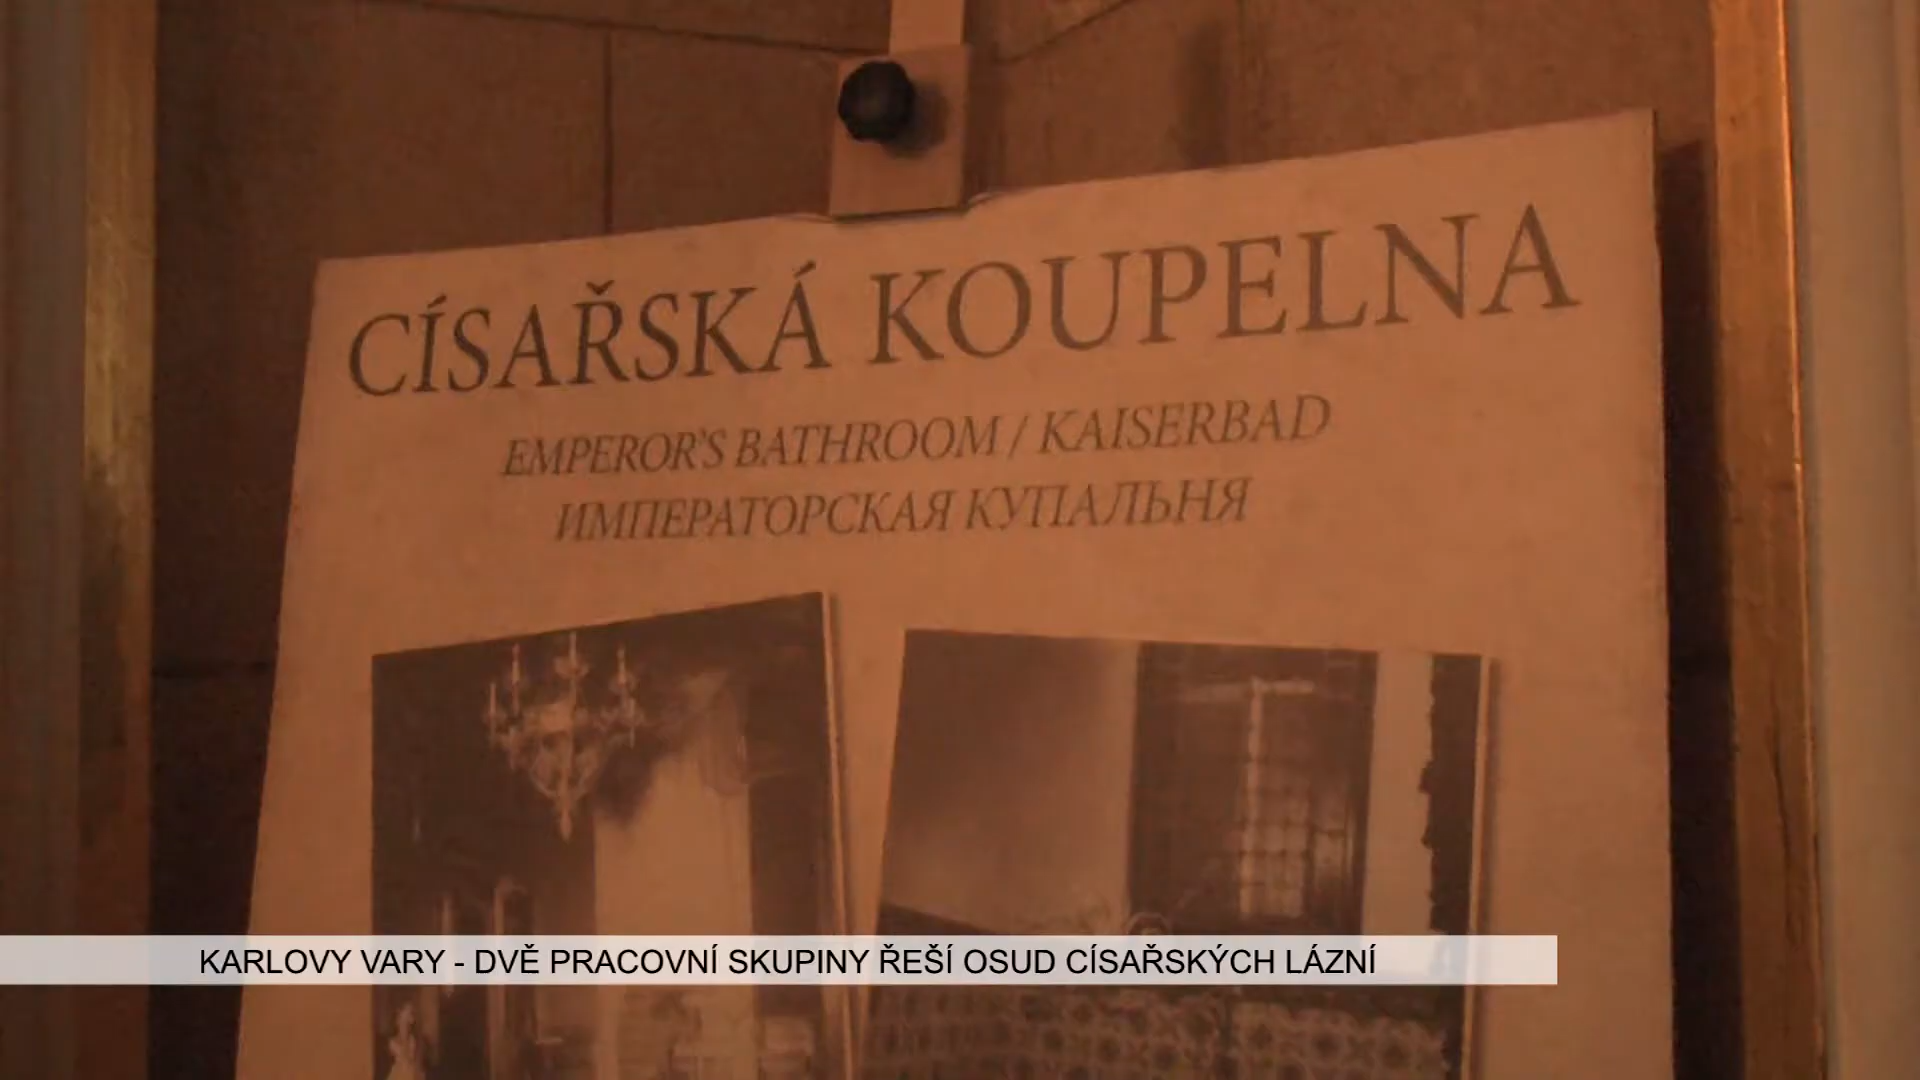 CÍSAŘSKÁ KOUPELNA
EMPEROR'S BATHROOM / KAISERBAD
ИМПЕРАТОРСКАЯ КУПАЛЬНЯ
KARLOVY VARY - DVĚ PRACOVNÍ SKUPINY ŘEŠÍ OSUD CÍSAŘSKÝCH LÁZNÍ